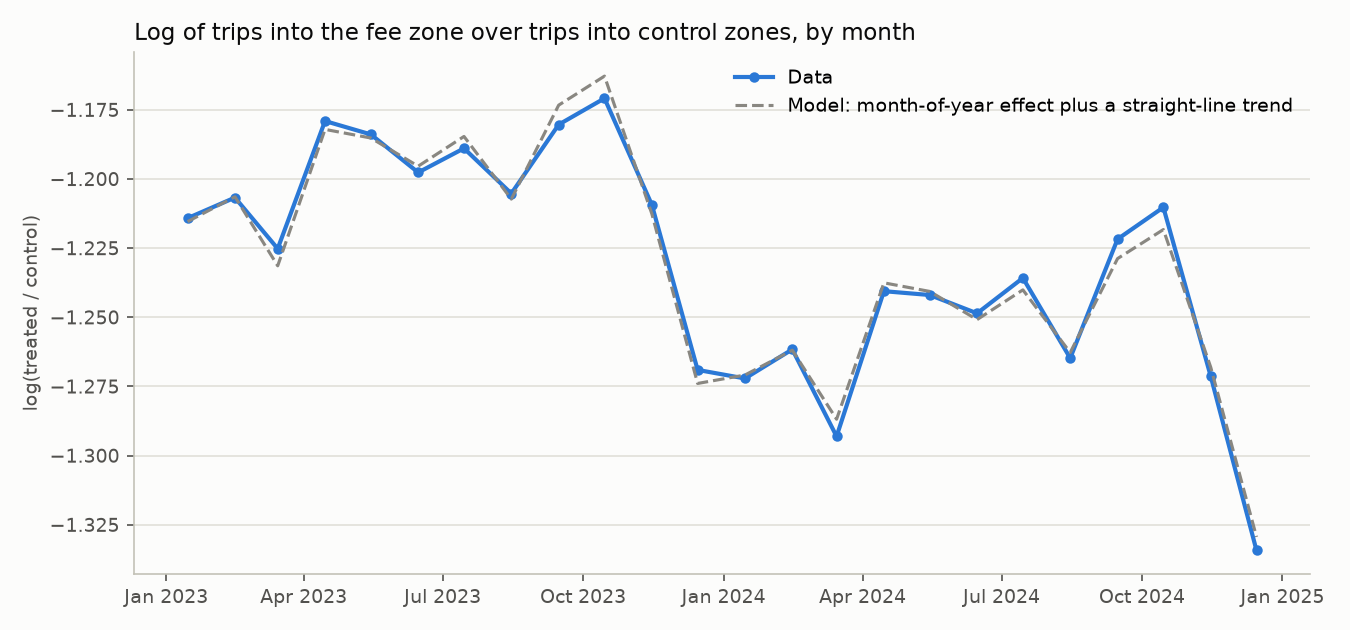 Log of trips into the fee zone over trips into control zones, by month
Data
Model: month-of-year effect plus a straight-line trend
log(treated / control)
−1.175
−1.200
−1.225
−1.250
−1.275
−1.300
−1.325
Jan 2023
Apr 2023
Jul 2023
Oct 2023
Jan 2024
Apr 2024
Jul 2024
Oct 2024
Jan 2025